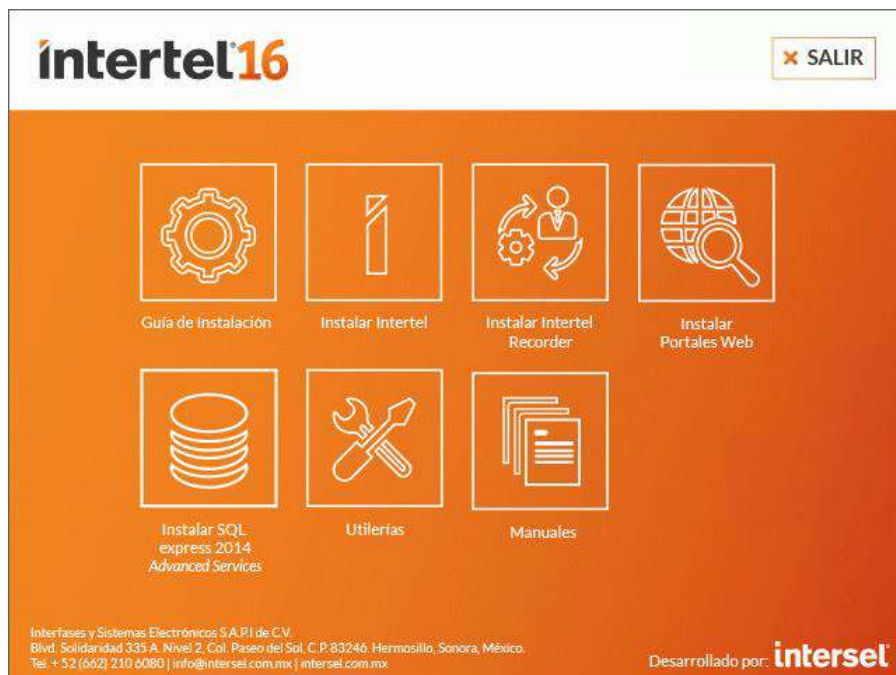 intertel®16
× SALIR
Guía de Instalación
Instalar Intertel
Instalar Intertel
Recorder
Instalar
Portales Web
Instalar SQL
express 2014
Advanced Services
Utilerías
Manuales
Interfases y Sistemas Electrónicos S.A.P.I de C.V.
Blvd. Solidaridad 335 A. Nivel 2, Col. Paseo del Sol, C.P. 83246. Hermosillo, Sonora, México.
Tel. + 52 (662) 210 6080 | info@intersel.com.mx | intersel.com.mx
Desarrollado por: intersel